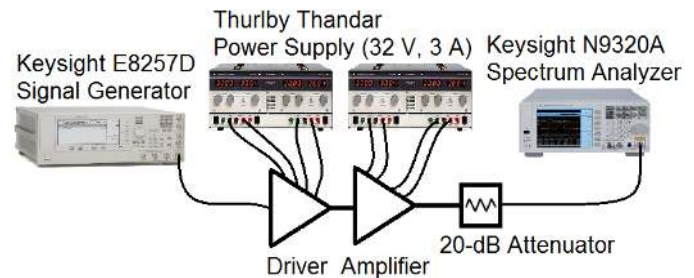 Thurlby Thandar
Power Supply (32 V, 3 A)
Keysight N9320A
Spectrum Analyzer
Keysight E8257D
Signal Generator
20-dB Attenuator
Driver Amplifier